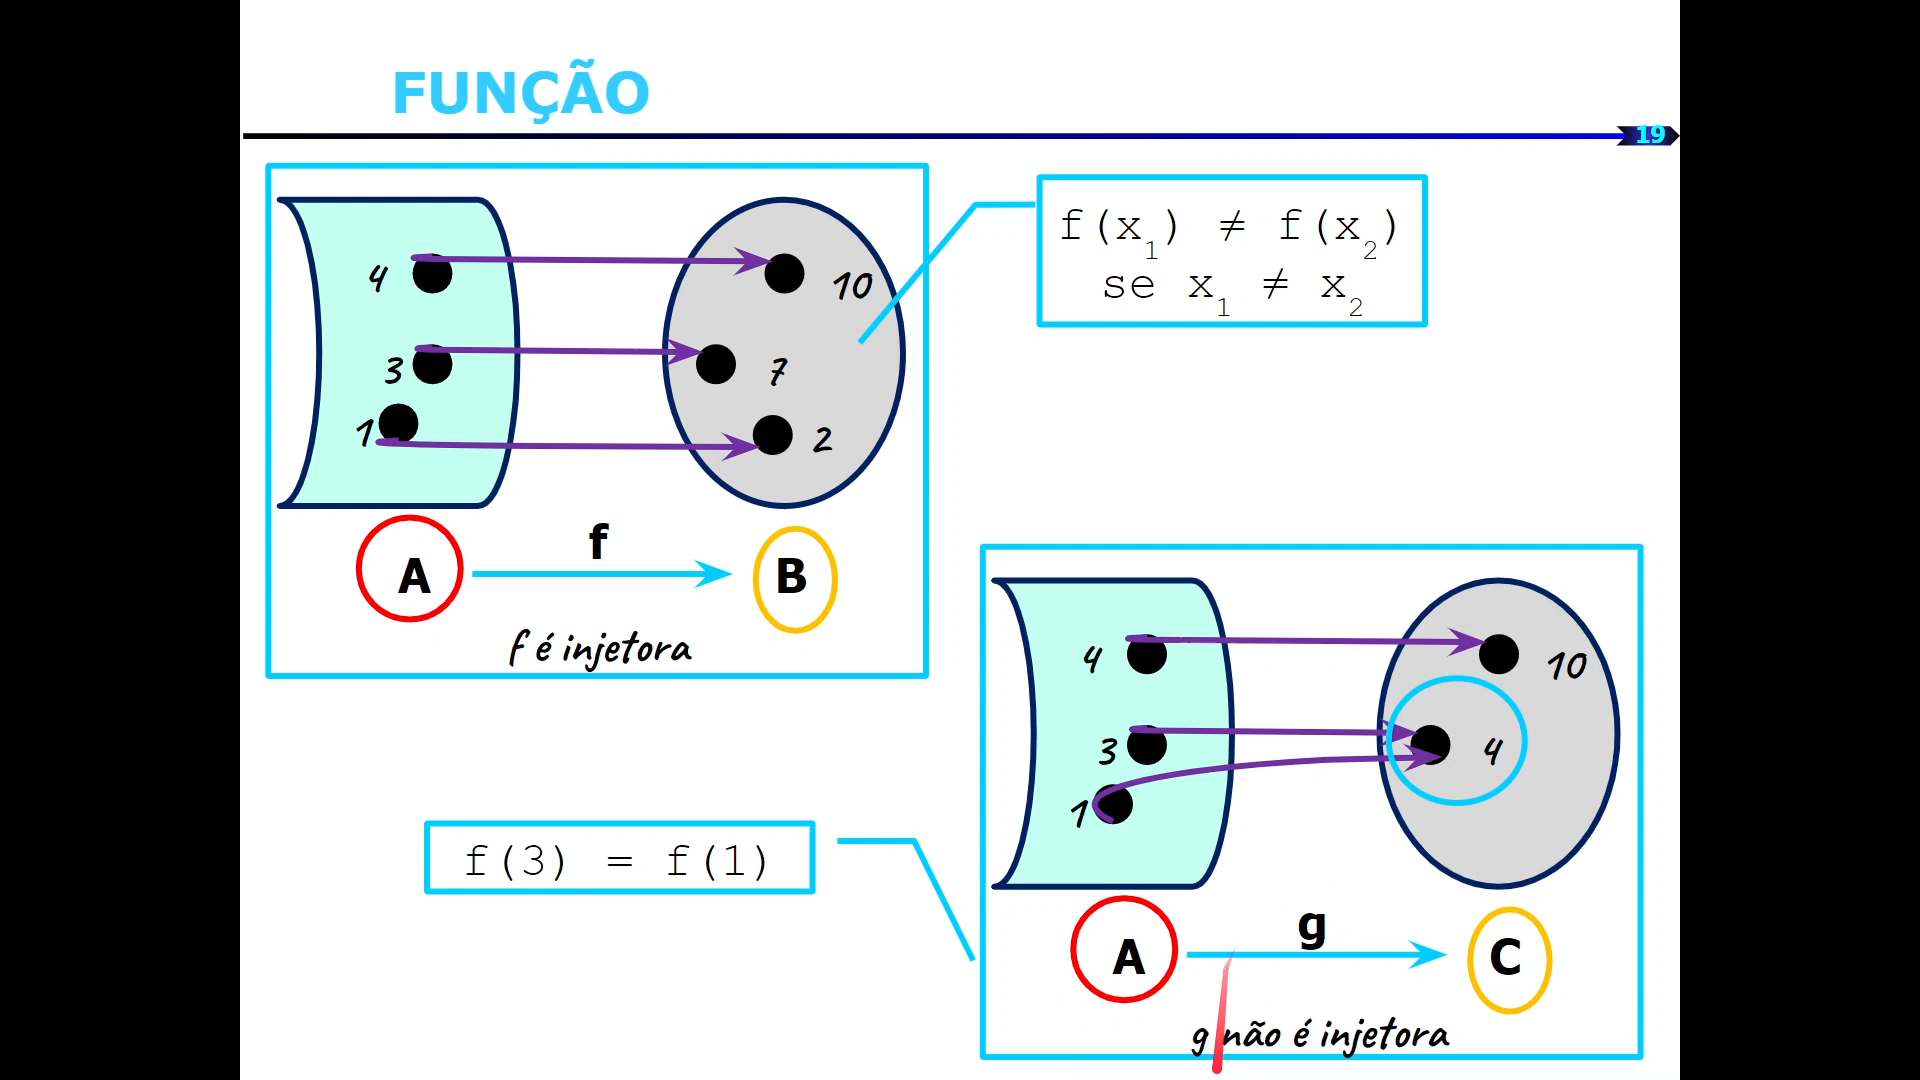 FUNÇÃO
19
4
10
3
7
1
2
f(x1) ≠ f(x2)
se x1 ≠ x2
f
A
B
f é injetora
4
10
3
4
1
f(3) = f(1)
g
A
C
g não é injetora